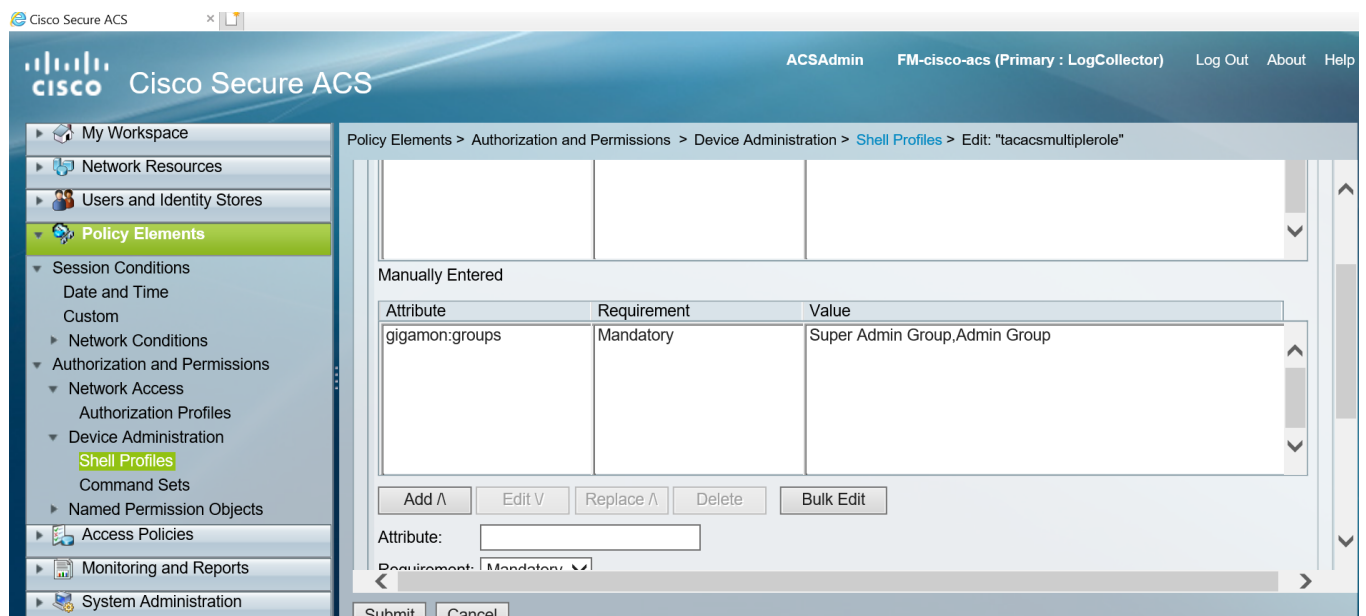 Cisco Secure ACS
ACSAdmin FM-cisco-acs (Primary : LogCollector) Log Out About Help
CISCO Cisco Secure ACS
My Workspace
Network Resources
Users and Identity Stores
Policy Elements
Session Conditions
Date and Time
Custom
Network Conditions
Authorization and Permissions
Network Access
Authorization Profiles
Device Administration
Shell Profiles
Command Sets
Named Permission Objects
Access Policies
Monitoring and Reports
System Administration
Policy Elements > Authorization and Permissions > Device Administration > Shell Profiles > Edit: "tacacsmultiplerole"
Manually Entered
Attribute Requirement Value
gigamon:groups Mandatory Super Admin Group,Admin Group
Add /\ Edit \/ Replace /\ Delete Bulk Edit
Attribute:
Requirement: Mandatory
Submit Cancel